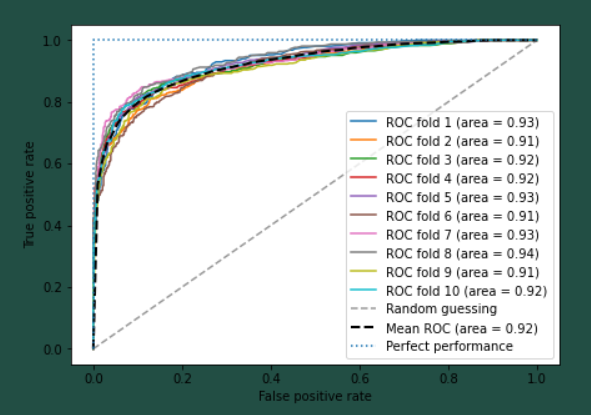 1.0
0.8
0.6
0.4
0.2
0.0
True positive rate
ROC fold 1 (area = 0.93)
ROC fold 2 (area = 0.91)
ROC fold 3 (area = 0.92)
ROC fold 4 (area = 0.92)
ROC fold 5 (area = 0.93)
ROC fold 6 (area = 0.91)
ROC fold 7 (area = 0.93)
ROC fold 8 (area = 0.94)
ROC fold 9 (area = 0.91)
ROC fold 10 (area = 0.92)
Random guessing
Mean ROC (area = 0.92)
Perfect performance
0.0 0.2 0.4 0.6 0.8 1.0
False positive rate